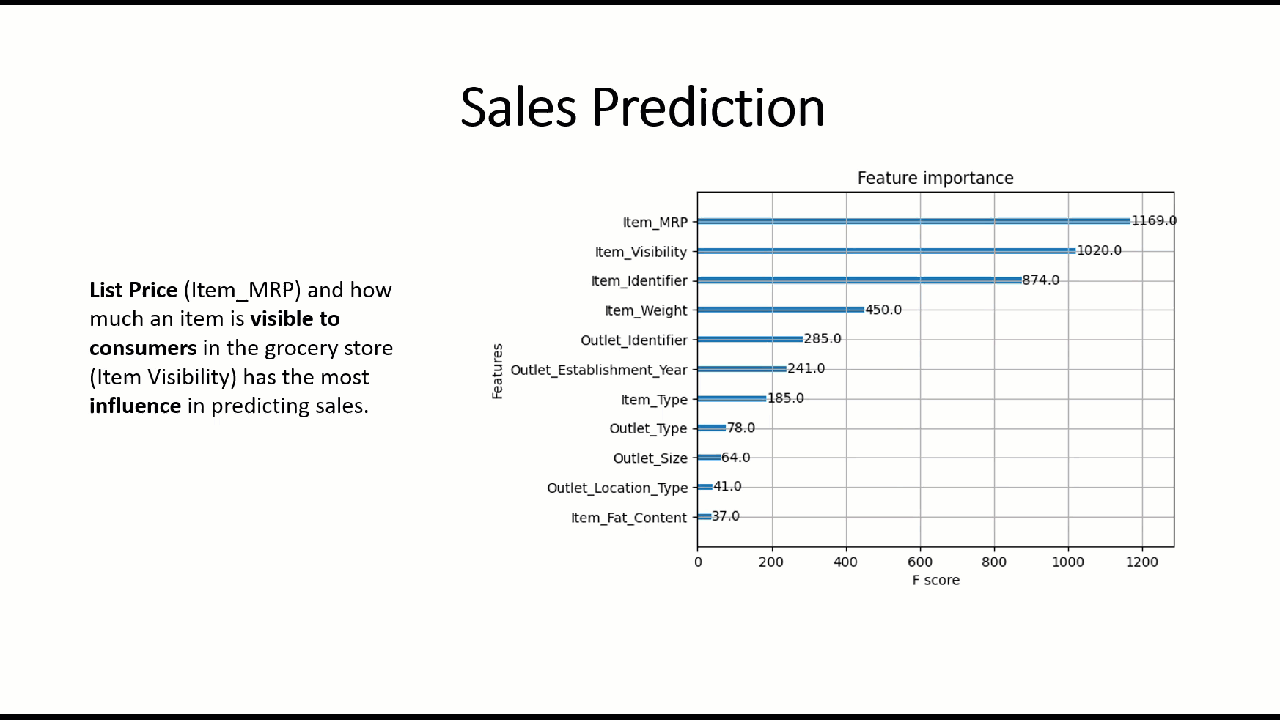 Sales Prediction
List Price (Item_MRP) and how
much an item is visible to
consumers in the grocery store
(Item Visibility) has the most
influence in predicting sales.
Feature importance
Features
Item_MRP 1169.0
Item_Visibility 1020.0
Item_Identifier 874.0
Item_Weight 450.0
Outlet_Identifier 285.0
Outlet_Establishment_Year 241.0
Item_Type 185.0
Outlet_Type 78.0
Outlet_Size 64.0
Outlet_Location_Type 41.0
Item_Fat_Content 37.0
0 200 400 600 800 1000 1200
F score